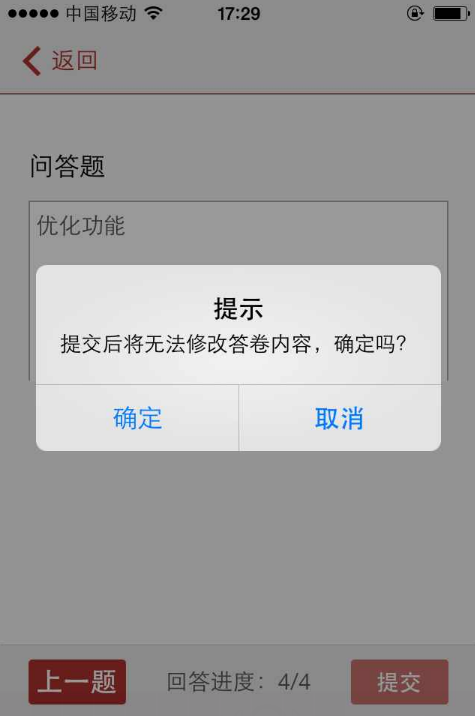 中国移动 17:29
返回
问答题
优化功能
提示
提交后将无法修改答卷内容，确定吗？
确定 取消
上一题 回答进度：4/4 提交